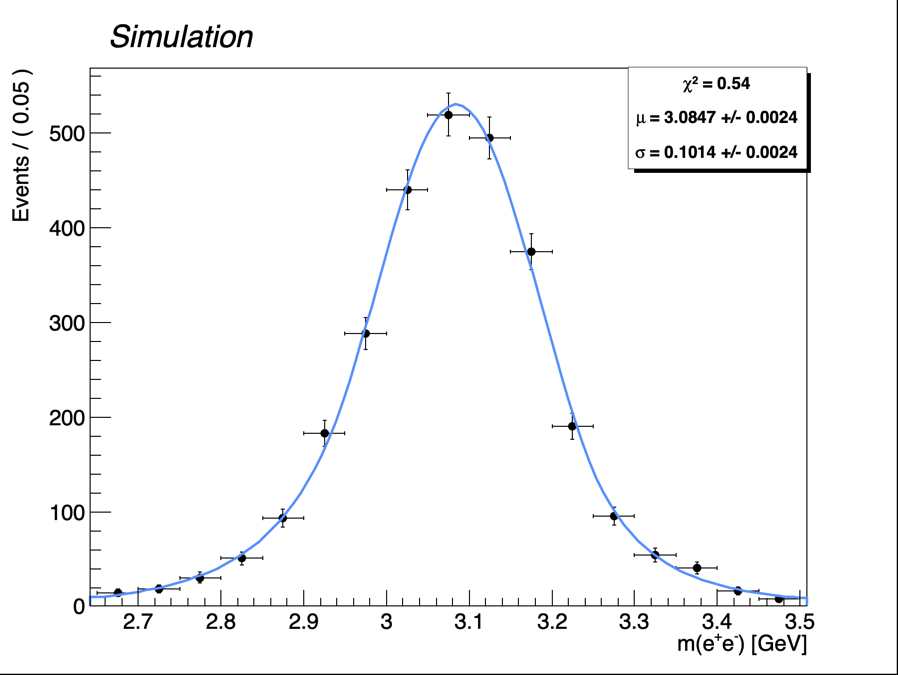 Simulation
Events / ( 0.05 )
χ² = 0.54
μ = 3.0847 +/- 0.0024
σ = 0.1014 +/- 0.0024
500
400
300
200
100
0
2.7 2.8 2.9 3 3.1 3.2 3.3 3.4 3.5
m(e⁺e⁻) [GeV]